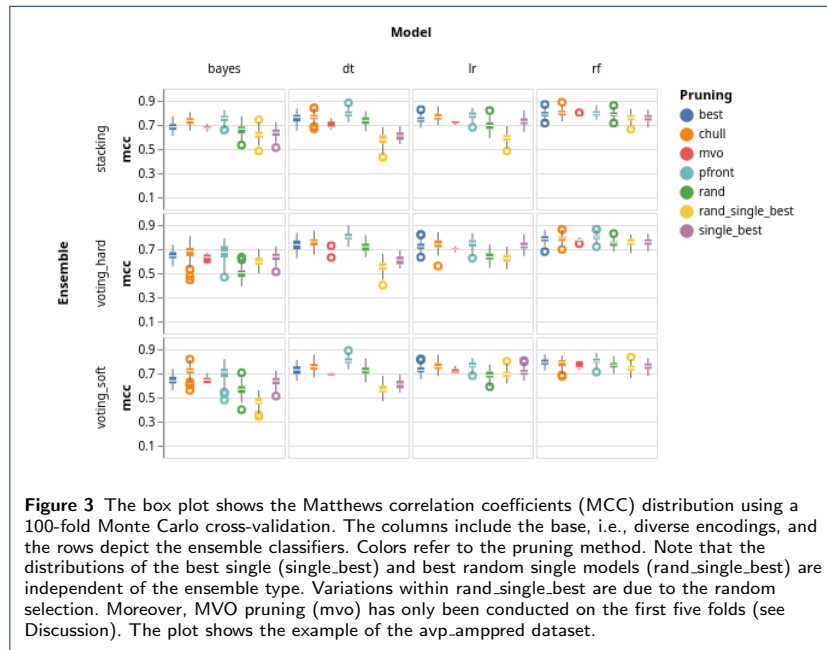 Model
bayes dt lr rf
Pruning
best
chull
mvo
pfront
rand
rand_single_best
single_best
Ensemble
stacking
mcc
0.9
0.7
0.5
0.3
0.1
voting_hard
mcc
0.9
0.7
0.5
0.3
0.1
voting_soft
mcc
0.9
0.7
0.5
0.3
0.1
Figure 3 The box plot shows the Matthews correlation coefficients (MCC) distribution using a
100-fold Monte Carlo cross-validation. The columns include the base, i.e., diverse encodings, and
the rows depict the ensemble classifiers. Colors refer to the pruning method. Note that the
distributions of the best single (single_best) and best random single models (rand_single_best) are
independent of the ensemble type. Variations within rand_single_best are due to the random
selection. Moreover, MVO pruning (mvo) has only been conducted on the first five folds (see
Discussion). The plot shows the example of the avp_amppred dataset.